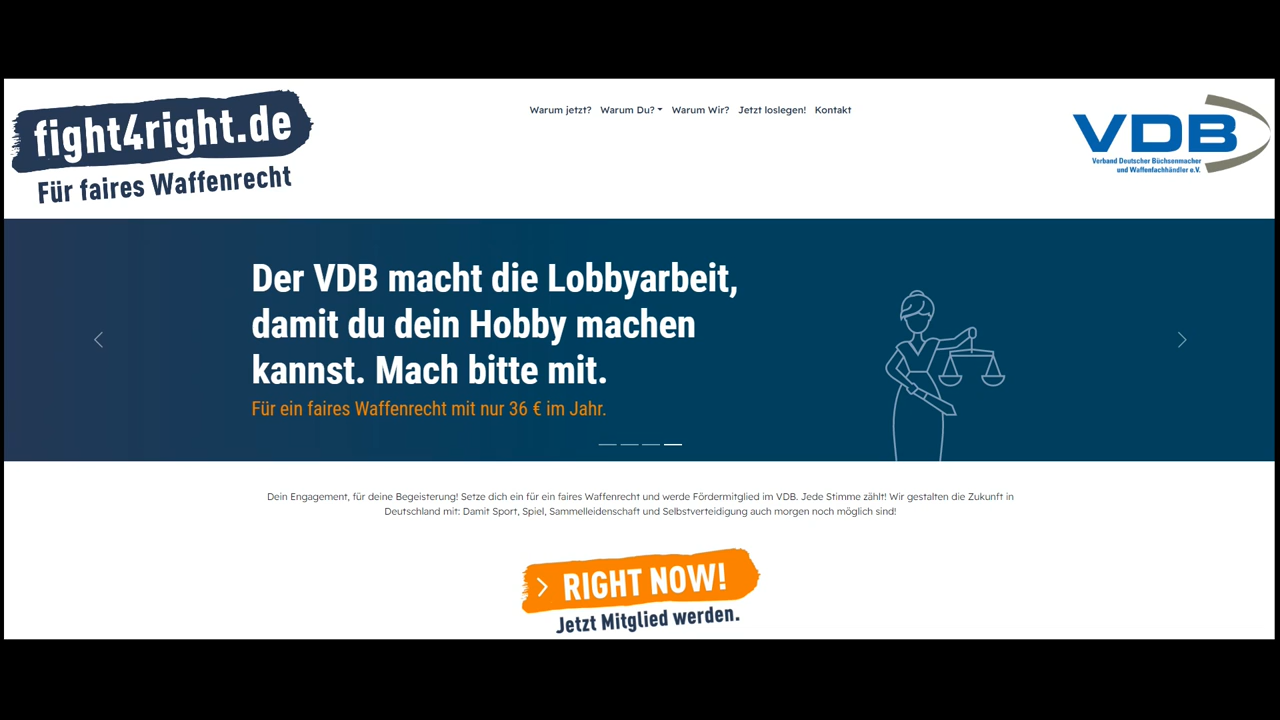 fight4right.de
Für faires Waffenrecht
Warum jetzt? Warum Du? Warum Wir? Jetzt loslegen! Kontakt
VDB
Verband Deutscher Büchsenmacher
und Waffenfachhändler e.V.
Der VDB macht die Lobbyarbeit,
damit du dein Hobby machen
kannst. Mach bitte mit.
Für ein faires Waffenrecht mit nur 36 € im Jahr.
Dein Engagement, für deine Begeisterung! Setze dich ein für ein faires Waffenrecht und werde Fördermitglied im VDB. Jede Stimme zählt! Wir gestalten die Zukunft in
Deutschland mit: Damit Sport, Spiel, Sammelleidenschaft und Selbstverteidigung auch morgen noch möglich sind!
RIGHT NOW!
Jetzt Mitglied werden.